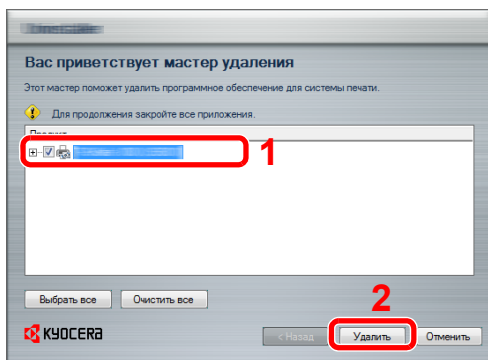 Вас приветствует мастер удаления
Этот мастер поможет удалить программное обеспечение для системы печати.
Для продолжения закройте все приложения.
Продукт
1
2
Выбрать все
Очистить все
KYOCERA
< Назад
Удалить
Отменить